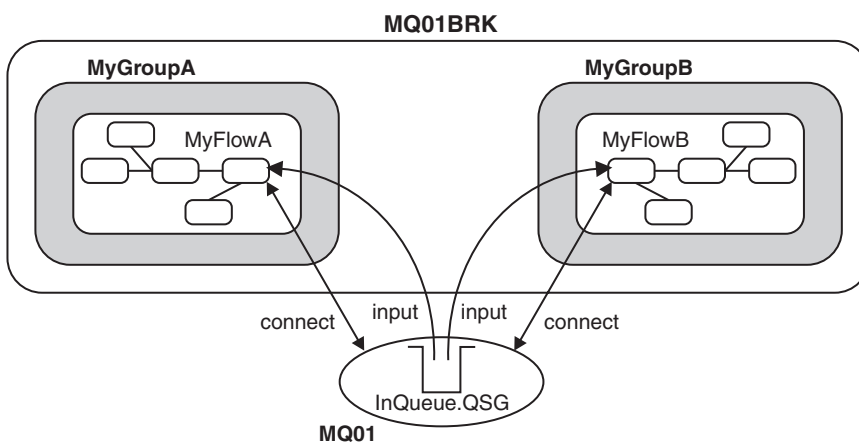 MQ01BRK
MyGroupA
MyGroupB
MyFlowA
MyFlowB
connect
input
input
connect
InQueue.QSG
MQ01